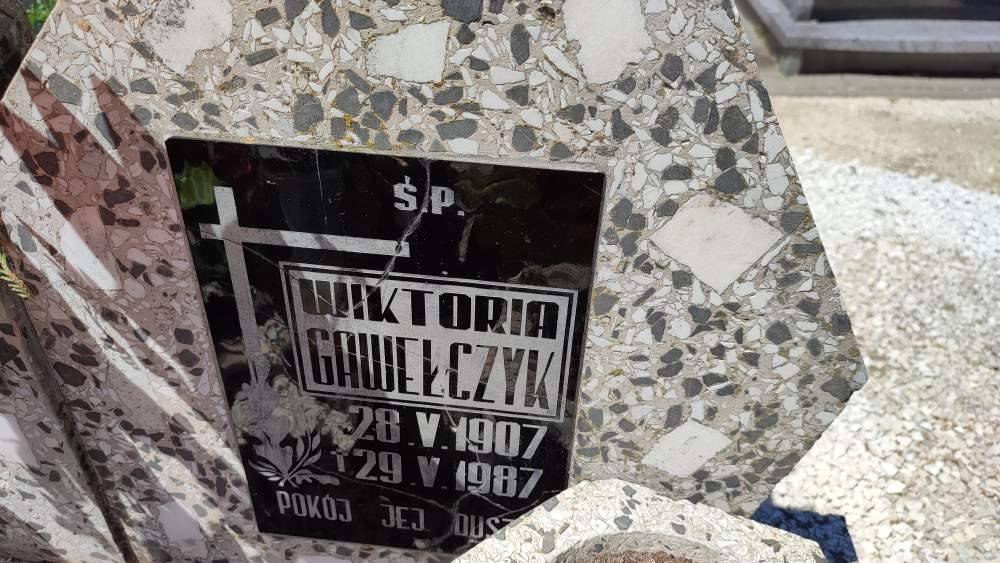 Ś.P.
WIKTORIA
GAWEŁCZYK
28.V.1907
† 29.V.1987
POKÓJ JEJ